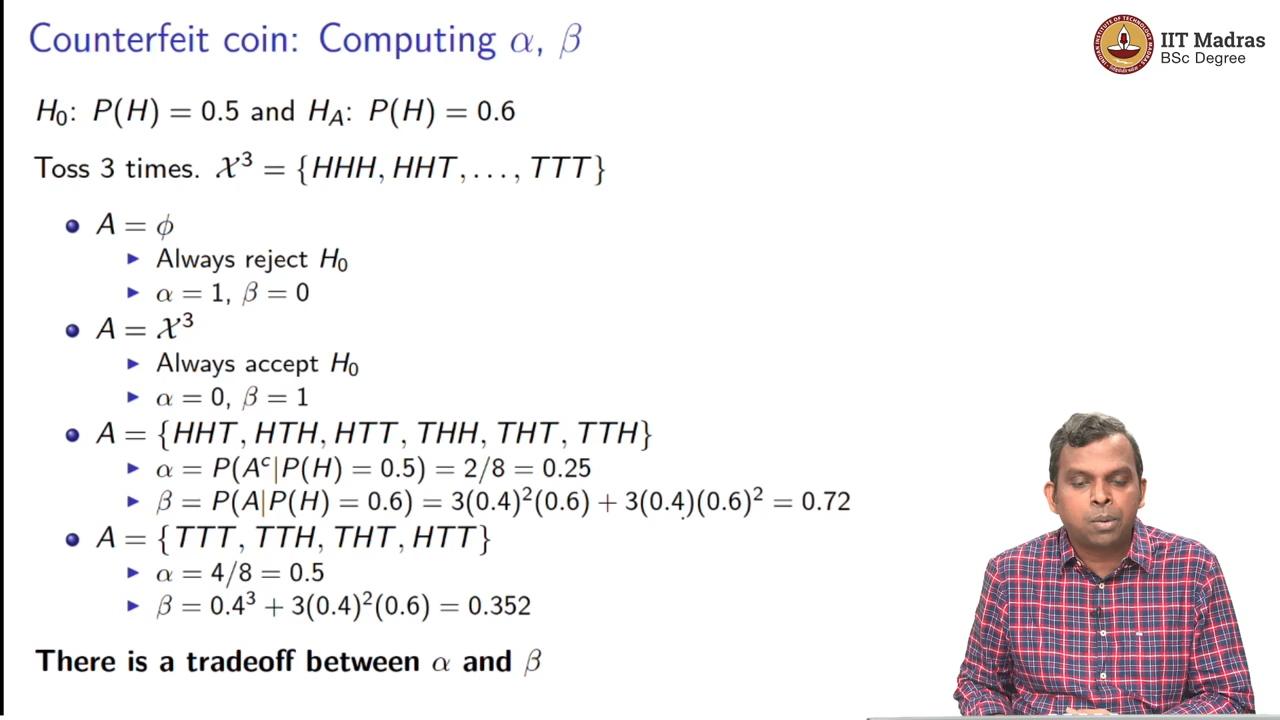 Counterfeit coin: Computing α, β
IIT Madras
BSc Degree
H₀: P(H) = 0.5 and H_A: P(H) = 0.6
Toss 3 times. 𝒳³ = {HHH, HHT, . . . , TTT}
A = ϕ
Always reject H₀
α = 1, β = 0
A = 𝒳³
Always accept H₀
α = 0, β = 1
A = {HHT, HTH, HTT, THH, THT, TTH}
α = P(Aᶜ|P(H) = 0.5) = 2/8 = 0.25
β = P(A|P(H) = 0.6) = 3(0.4)²(0.6) + 3(0.4)(0.6)² = 0.72
A = {TTT, TTH, THT, HTT}
α = 4/8 = 0.5
β = 0.4³ + 3(0.4)²(0.6) = 0.352
There is a tradeoff between α and β